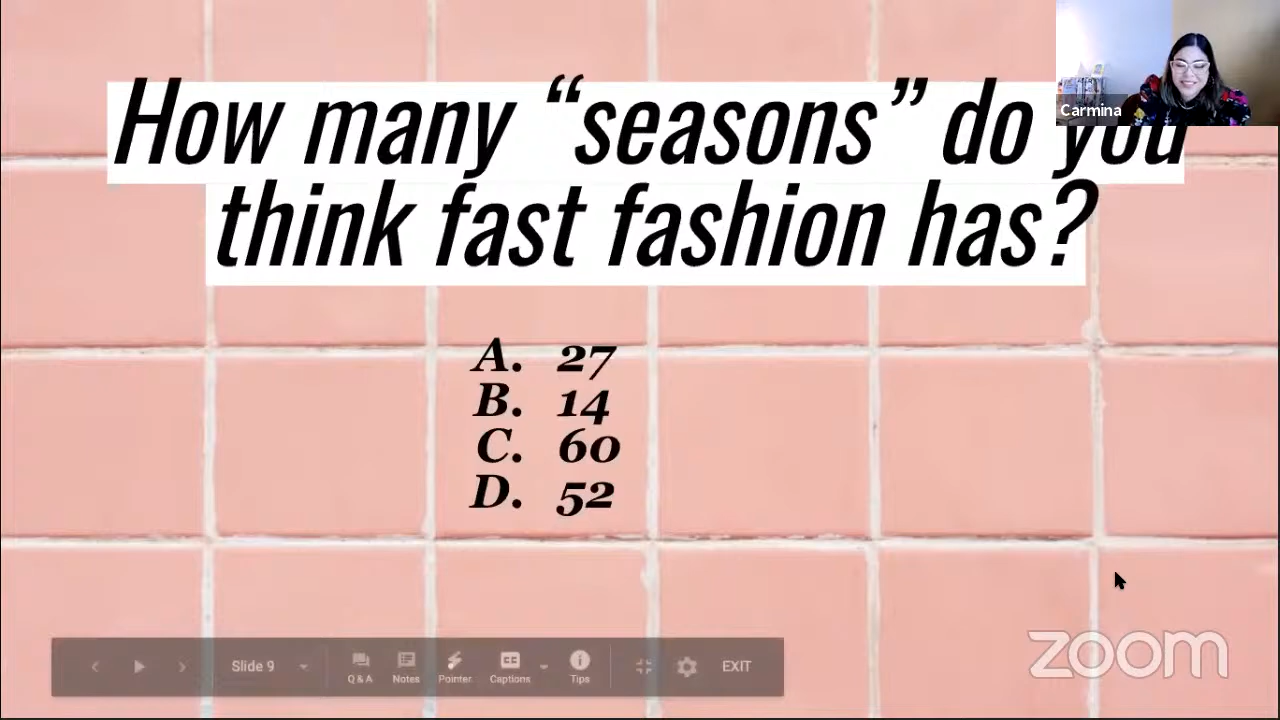 How many “seasons” do you
think fast fashion has?
Carmina
A. 27
B. 14
C. 60
D. 52
Slide 9
Q & A
Notes
Pointer
CC
Captions
Tips
EXIT
zoom